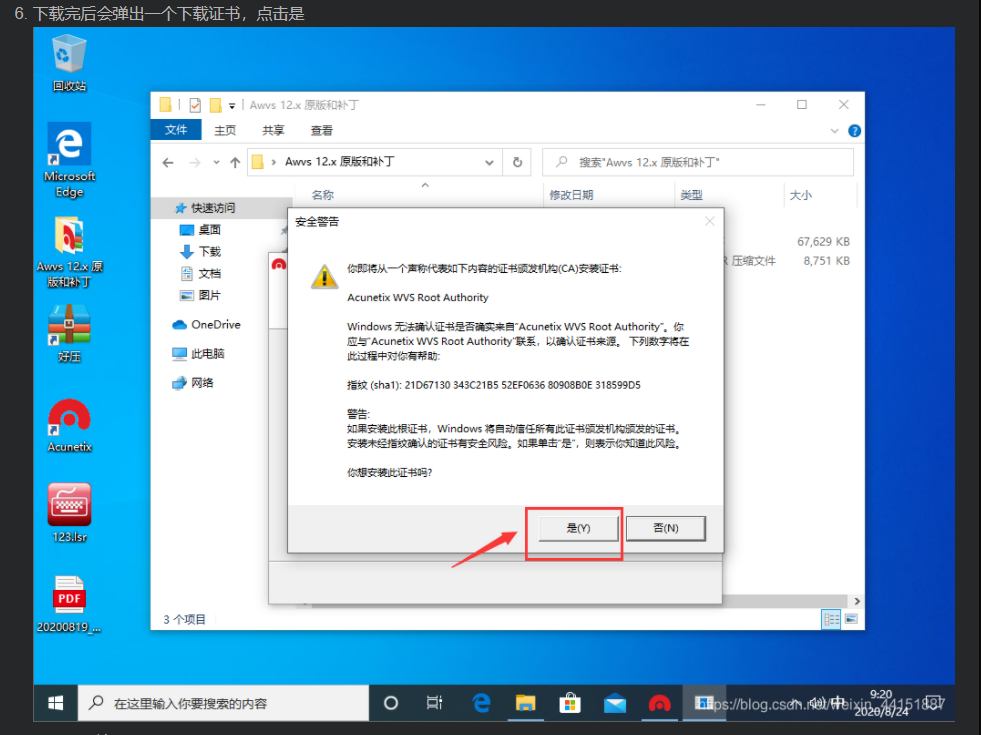 6. 下载完后会弹出一个下载证书，点击是
回收站
Microsoft Edge
Awvs 12.x 原版和补丁
好压
Acunetix
123.lsr
PDF
20200819_...
Awvs 12.x 原版和补丁
文件 主页 共享 查看
Awvs 12.x 原版和补丁
搜索"Awvs 12.x 原版和补丁"
名称 修改日期 类型 大小
快速访问
桌面
下载
文档
图片
OneDrive
此电脑
网络
67,629 KB
压缩文件 8,751 KB
安全警告
你即将从一个声称代表如下内容的证书颁发机构(CA)安装证书:
Acunetix WVS Root Authority
Windows 无法确认证书是否确实来自"Acunetix WVS Root Authority"。你
应与"Acunetix WVS Root Authority"联系，以确认证书来源。 下列数字将在
此过程中对你有帮助:
指纹 (sha1): 21D67130 343C21B5 52EF0636 80908B0E 318599D5
警告:
如果安装此根证书，Windows 将自动信任所有此证书颁发机构颁发的证书。
安装未经指纹确认的证书有安全风险。如果单击"是"，则表示你知道此风险。
你想安装此证书吗?
是(Y) 否(N)
3 个项目
在这里输入你要搜索的内容
中
9:20
2020/8/24
https://blog.csdn.net/weixin_44151887